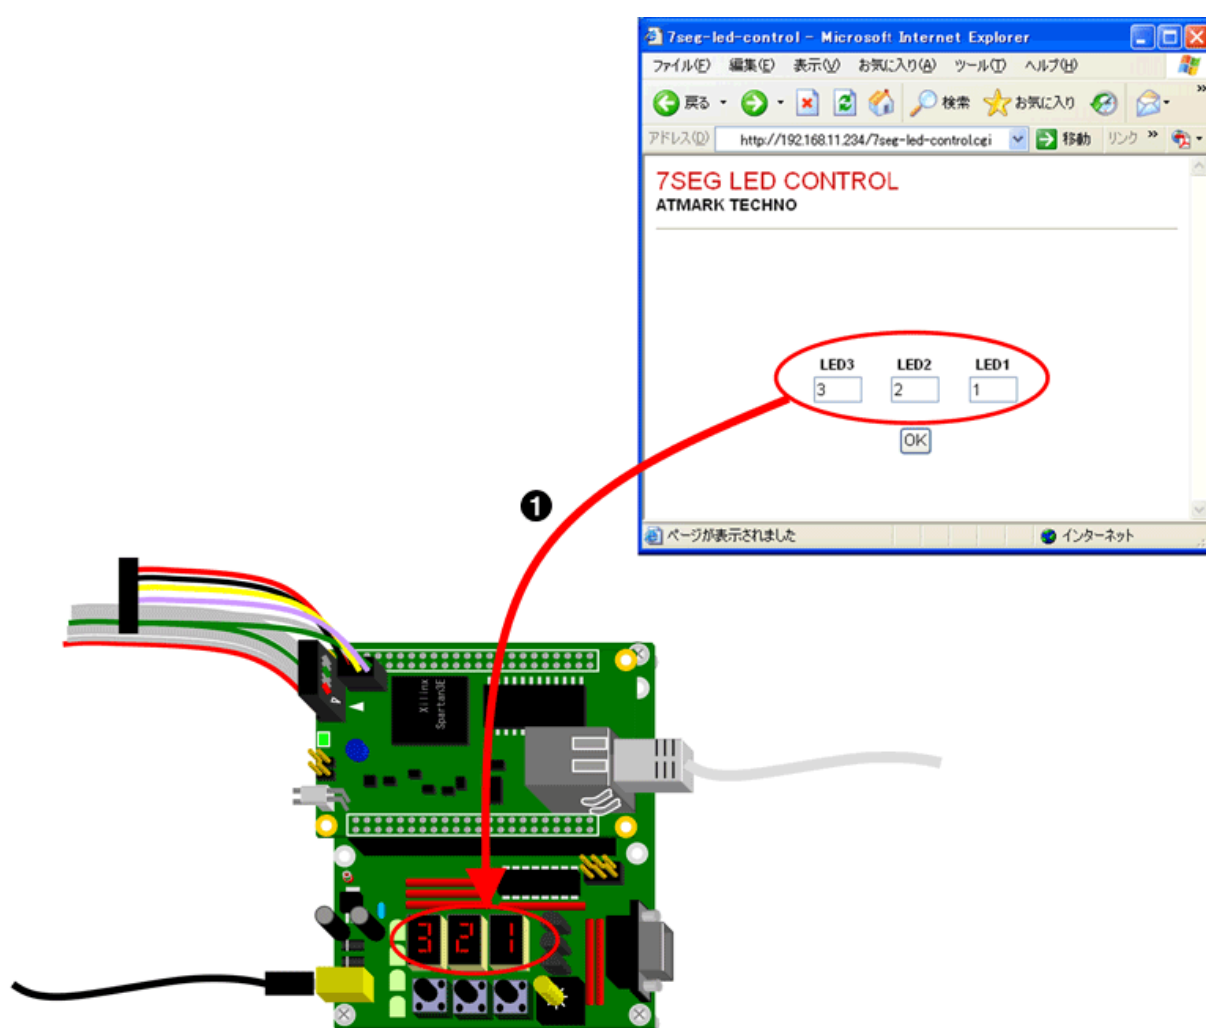 7seg-led-control - Microsoft Internet Explorer
ファイル(F) 編集(E) 表示(V) お気に入り(A) ツール(T) ヘルプ(H)
戻る 検索 お気に入り »
アドレス(D) http://192.168.11.234/7seg-led-control.cgi 移動 リンク »
7SEG LED CONTROL
ATMARK TECHNO
LED3 LED2 LED1
3 2 1
OK
ページが表示されました インターネット
1
Xilinx
Spartan3E
3 2 1